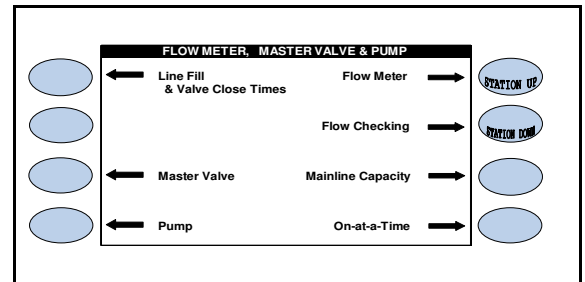 FLOW METER, MASTER VALVE & PUMP
Line Fill
& Valve Close Times
Flow Meter
STATION UP
Flow Checking
STATION DOWN
Master Valve
Mainline Capacity
Pump
On-at-a-Time